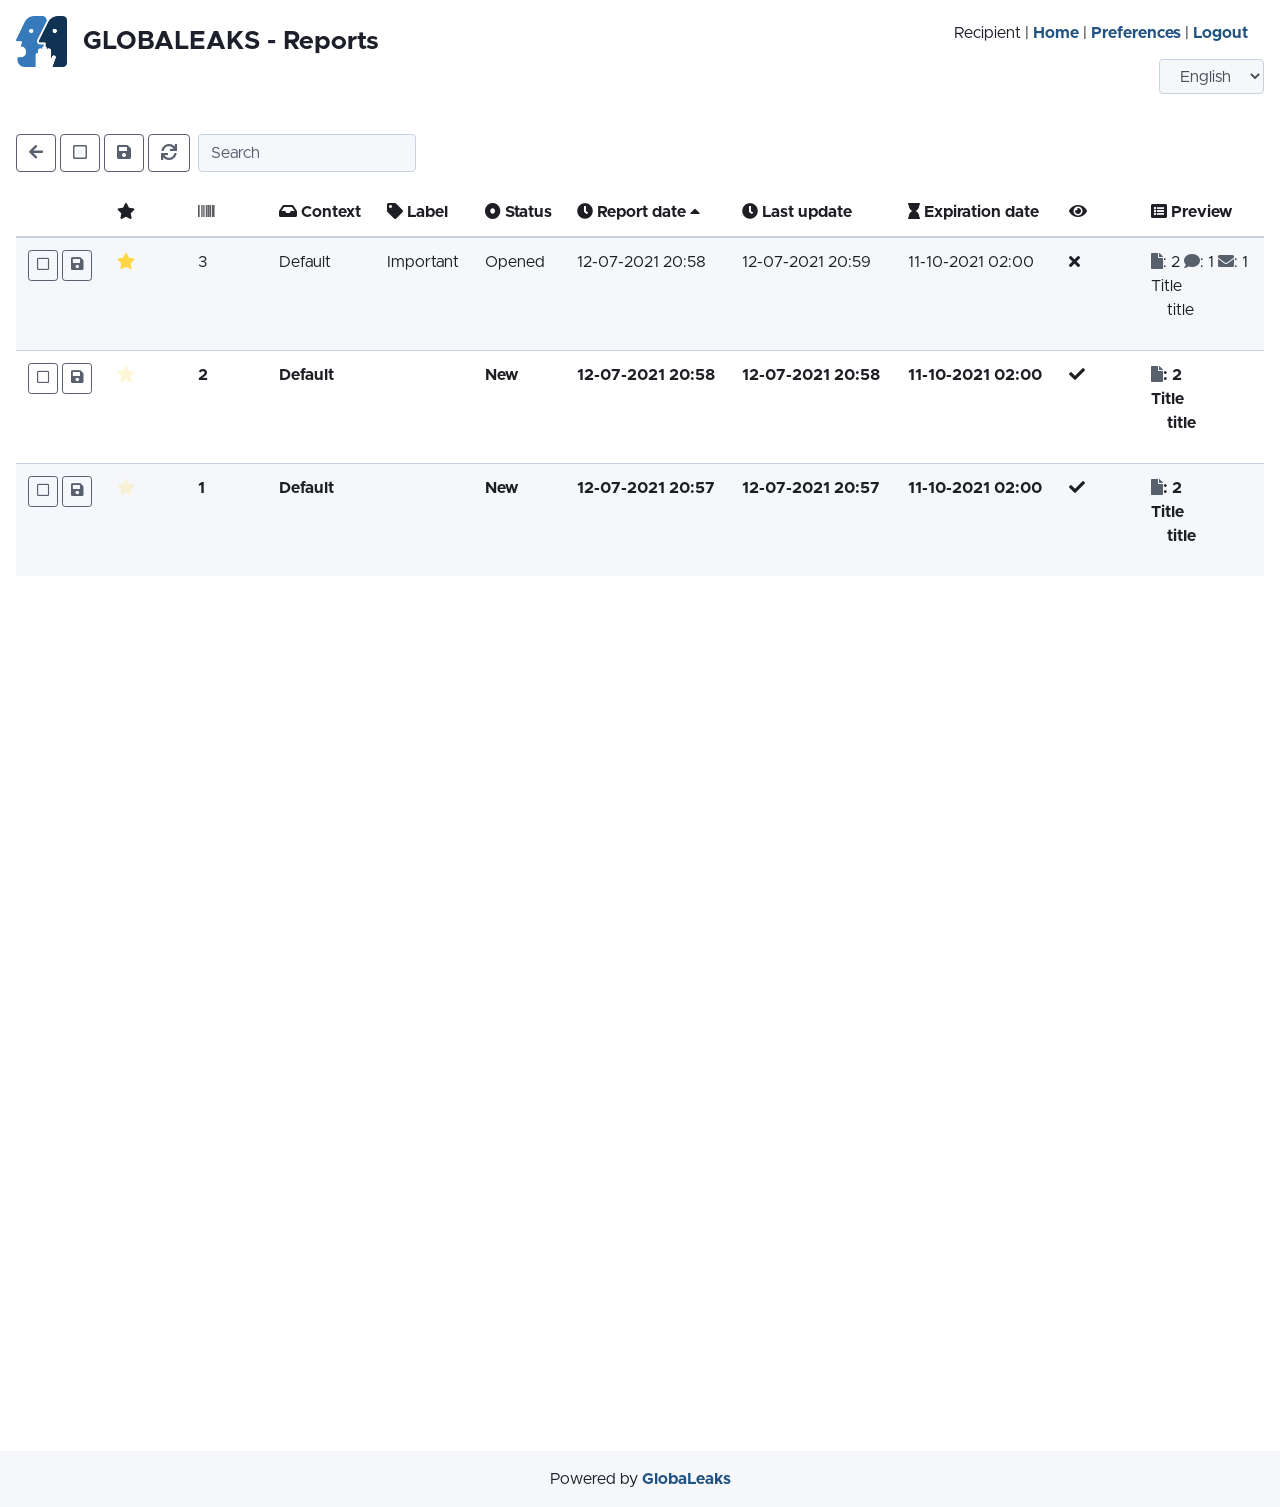 GLOBALEAKS - Reports
Recipient | Home | Preferences | Logout
English
Search
Context Label Status Report date Last update Expiration date Preview
3 Default Important Opened 12-07-2021 20:58 12-07-2021 20:59 11-10-2021 02:00 : 2 : 1 : 1
Title
title
2 Default New 12-07-2021 20:58 12-07-2021 20:58 11-10-2021 02:00 : 2
Title
title
1 Default New 12-07-2021 20:57 12-07-2021 20:57 11-10-2021 02:00 : 2
Title
title
Powered by GlobaLeaks